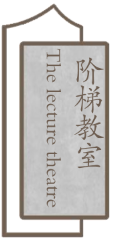 阶梯教室
The lecture theatre